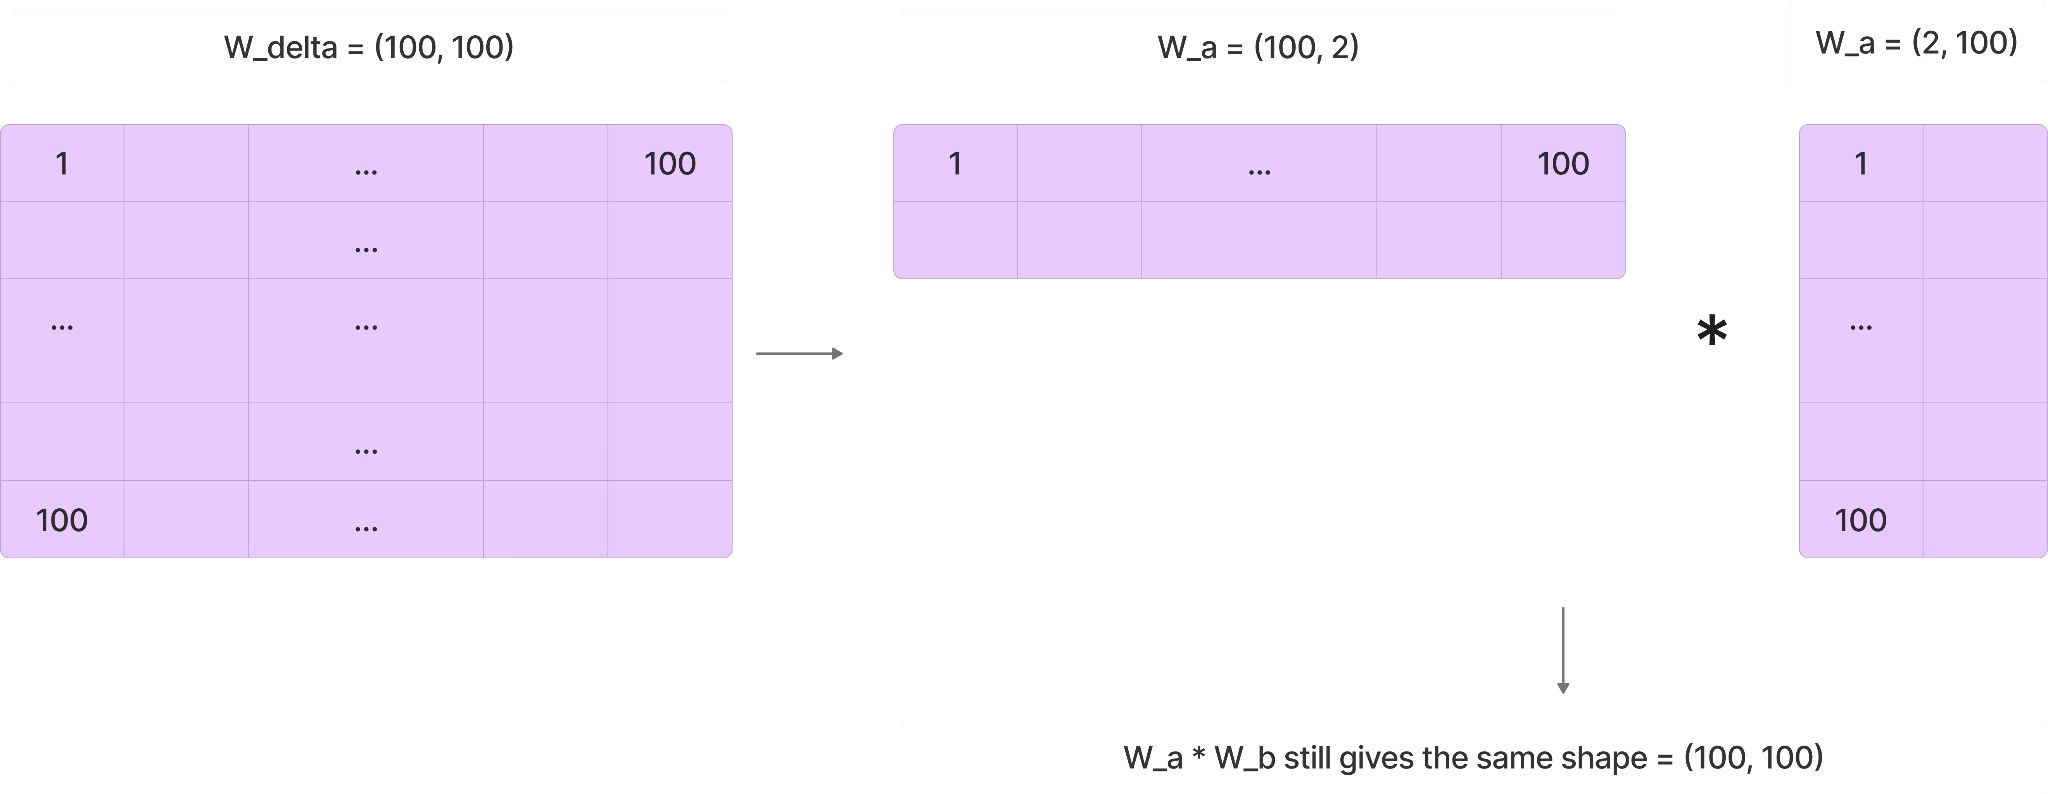 W_delta = (100, 100)
W_a = (100, 2)
W_a = (2, 100)
1 ... 100
...
... ...
...
100 ...
1 ... 100
*
1
...
100
W_a * W_b still gives the same shape = (100, 100)